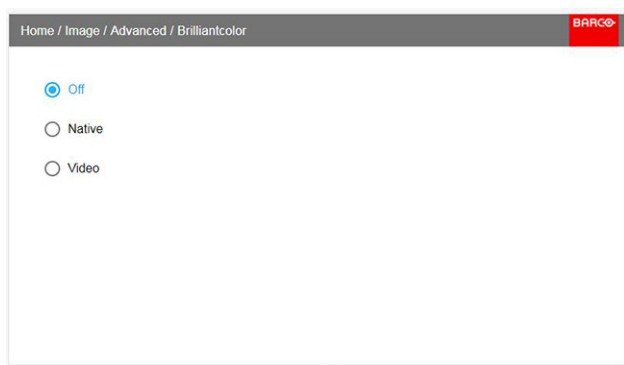 Home / Image / Advanced / Brilliantcolor
BARCO
Off
Native
Video